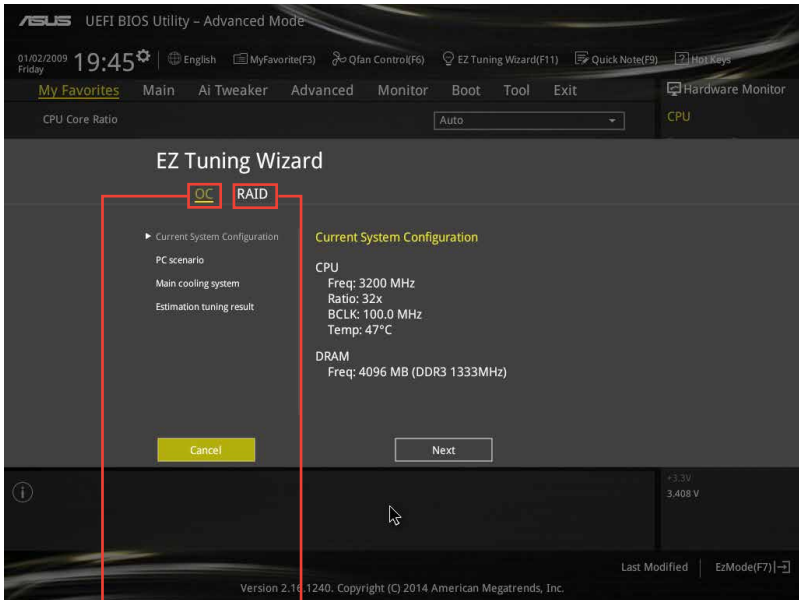 ASUS UEFI BIOS Utility – Advanced Mode
01/02/2009 Friday 19:45 English MyFavorite(F3) Qfan Control(F6) EZ Tuning Wizard(F11) Quick Note(F9) ? Hot Keys
My Favorites Main Ai Tweaker Advanced Monitor Boot Tool Exit Hardware Monitor
CPU Core Ratio Auto CPU
EZ Tuning Wizard
OC RAID
Current System Configuration
PC scenario
Main cooling system
Estimation tuning result
Current System Configuration
CPU
Freq: 3200 MHz
Ratio: 32x
BCLK: 100.0 MHz
Temp: 47°C
DRAM
Freq: 4096 MB (DDR3 1333MHz)
Cancel Next
+3.3V
3.408 V
Last Modified EzMode(F7)
Version 2.16.1240. Copyright (C) 2014 American Megatrends, Inc.